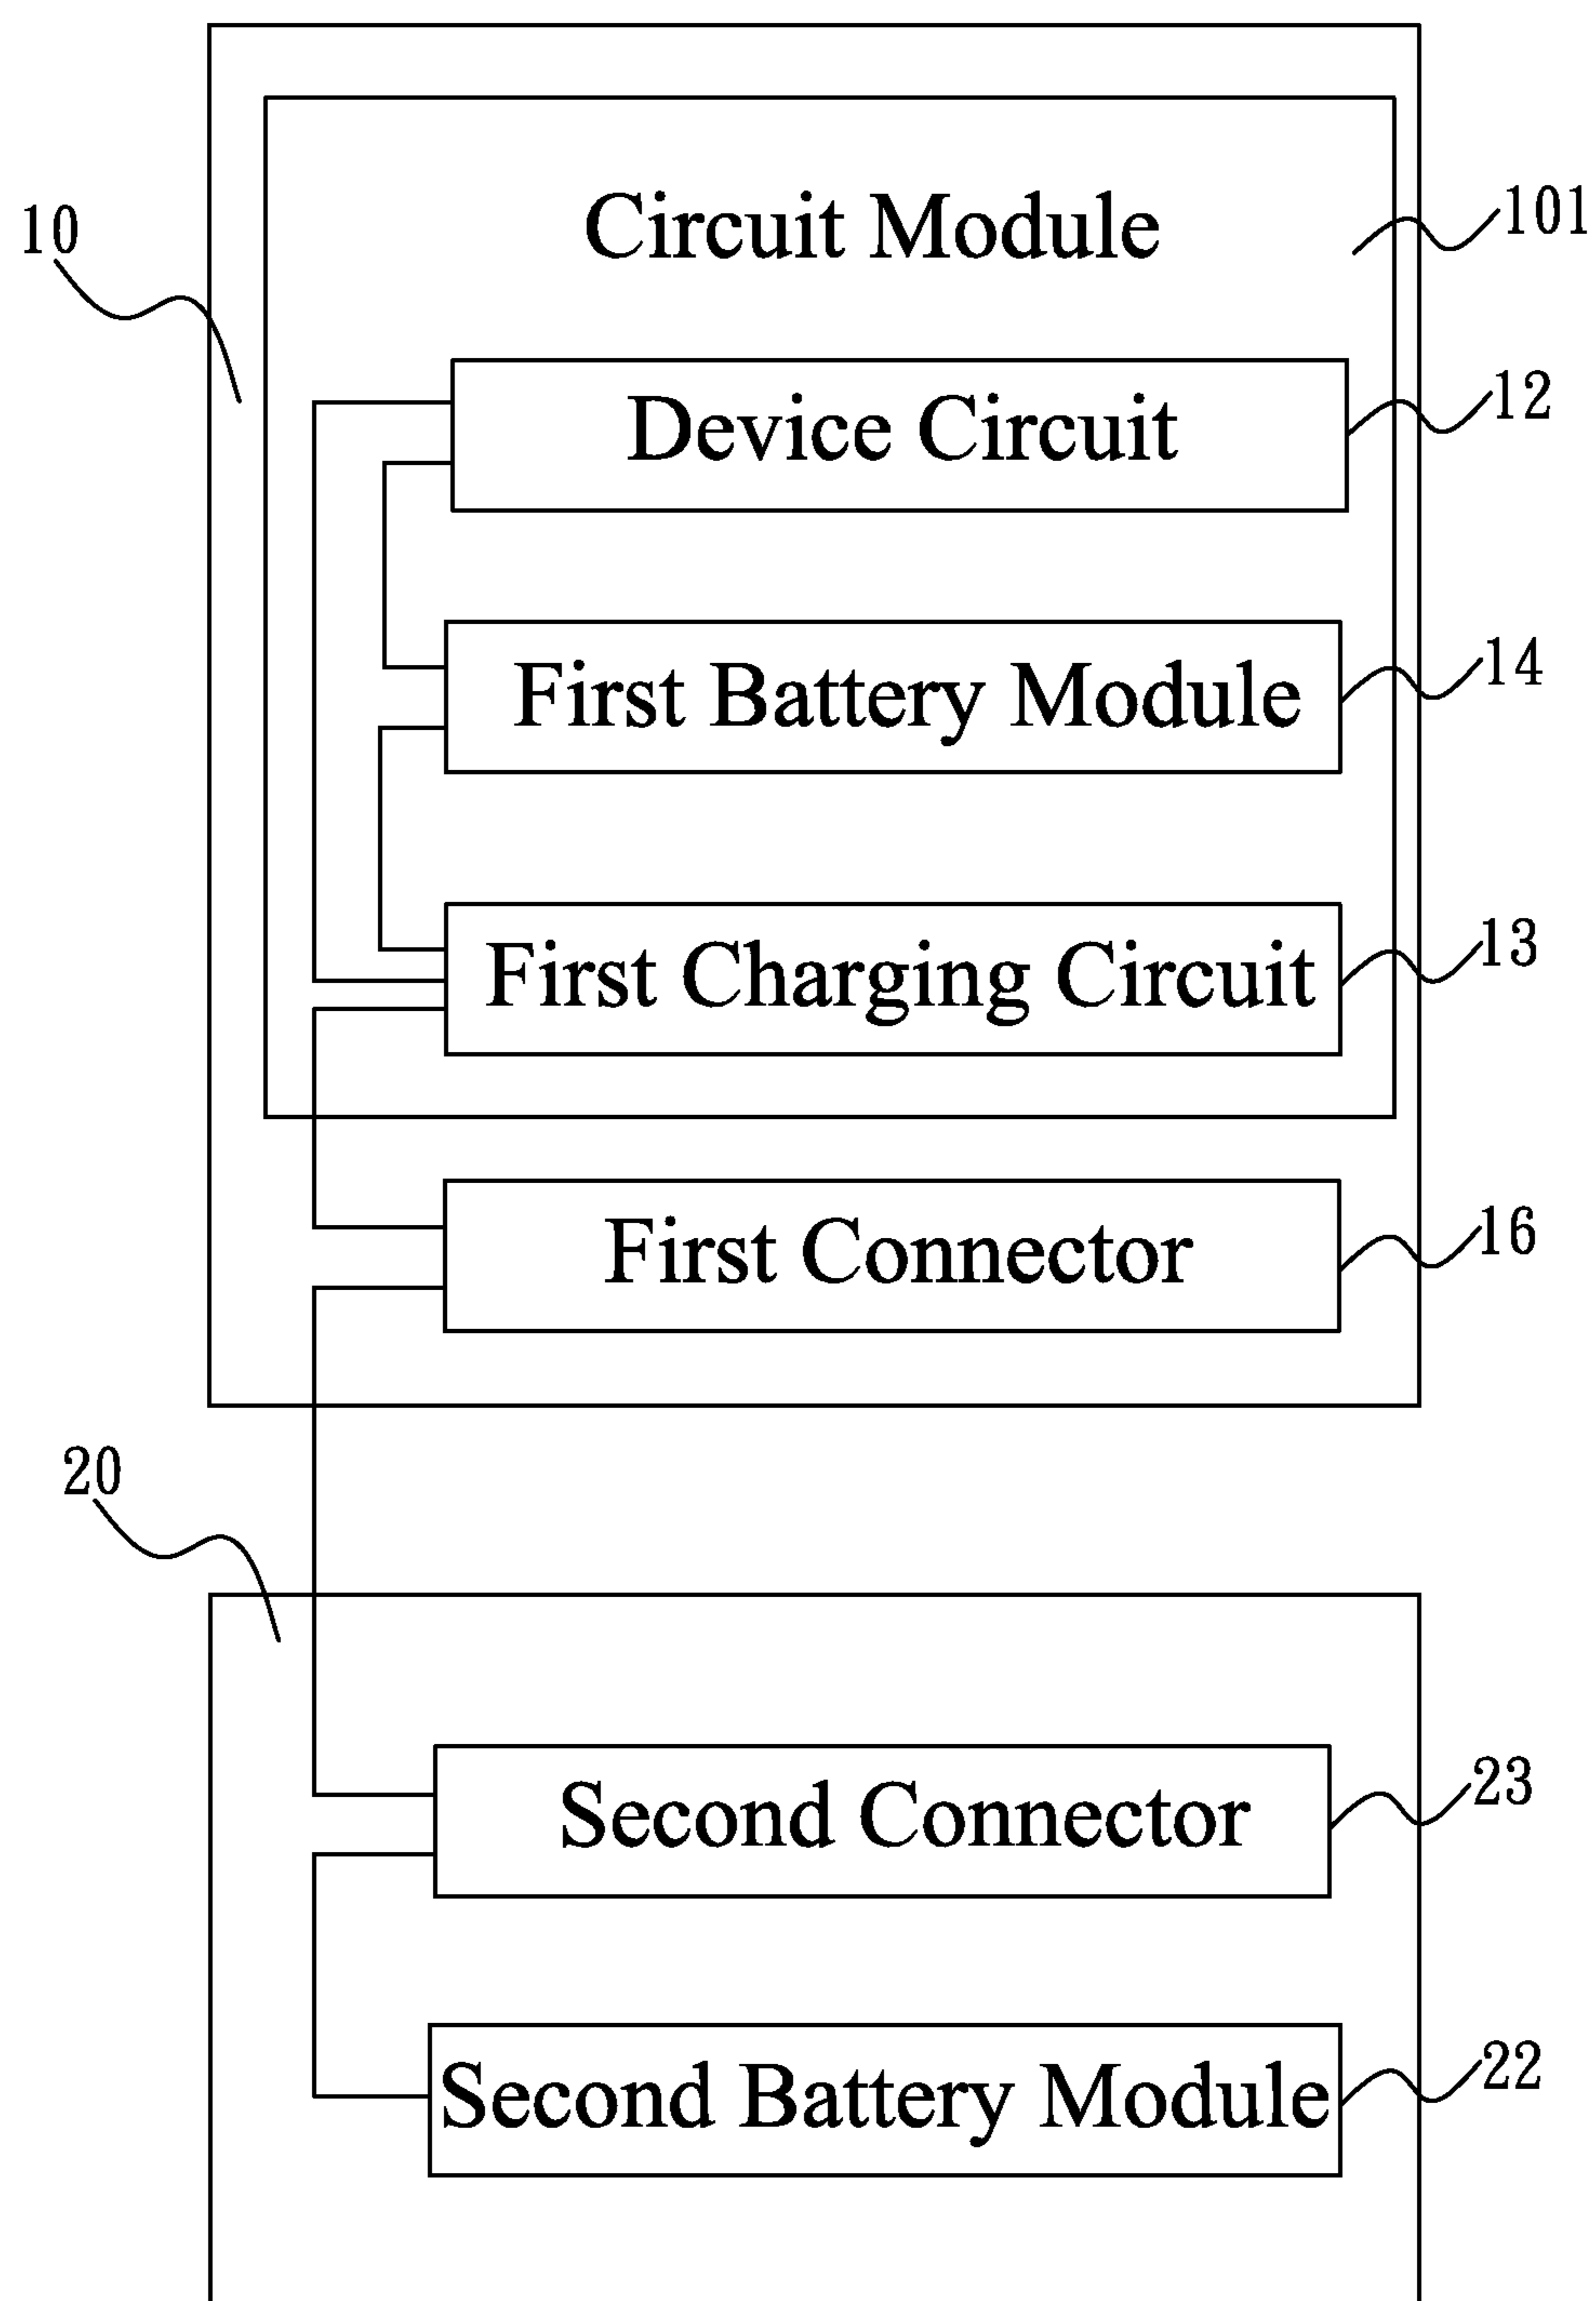 Circuit Module
101
10
Device Circuit
12
First Battery Module
14
First Charging Circuit
13
First Connector
16
20
Second Connector
23
Second Battery Module
22